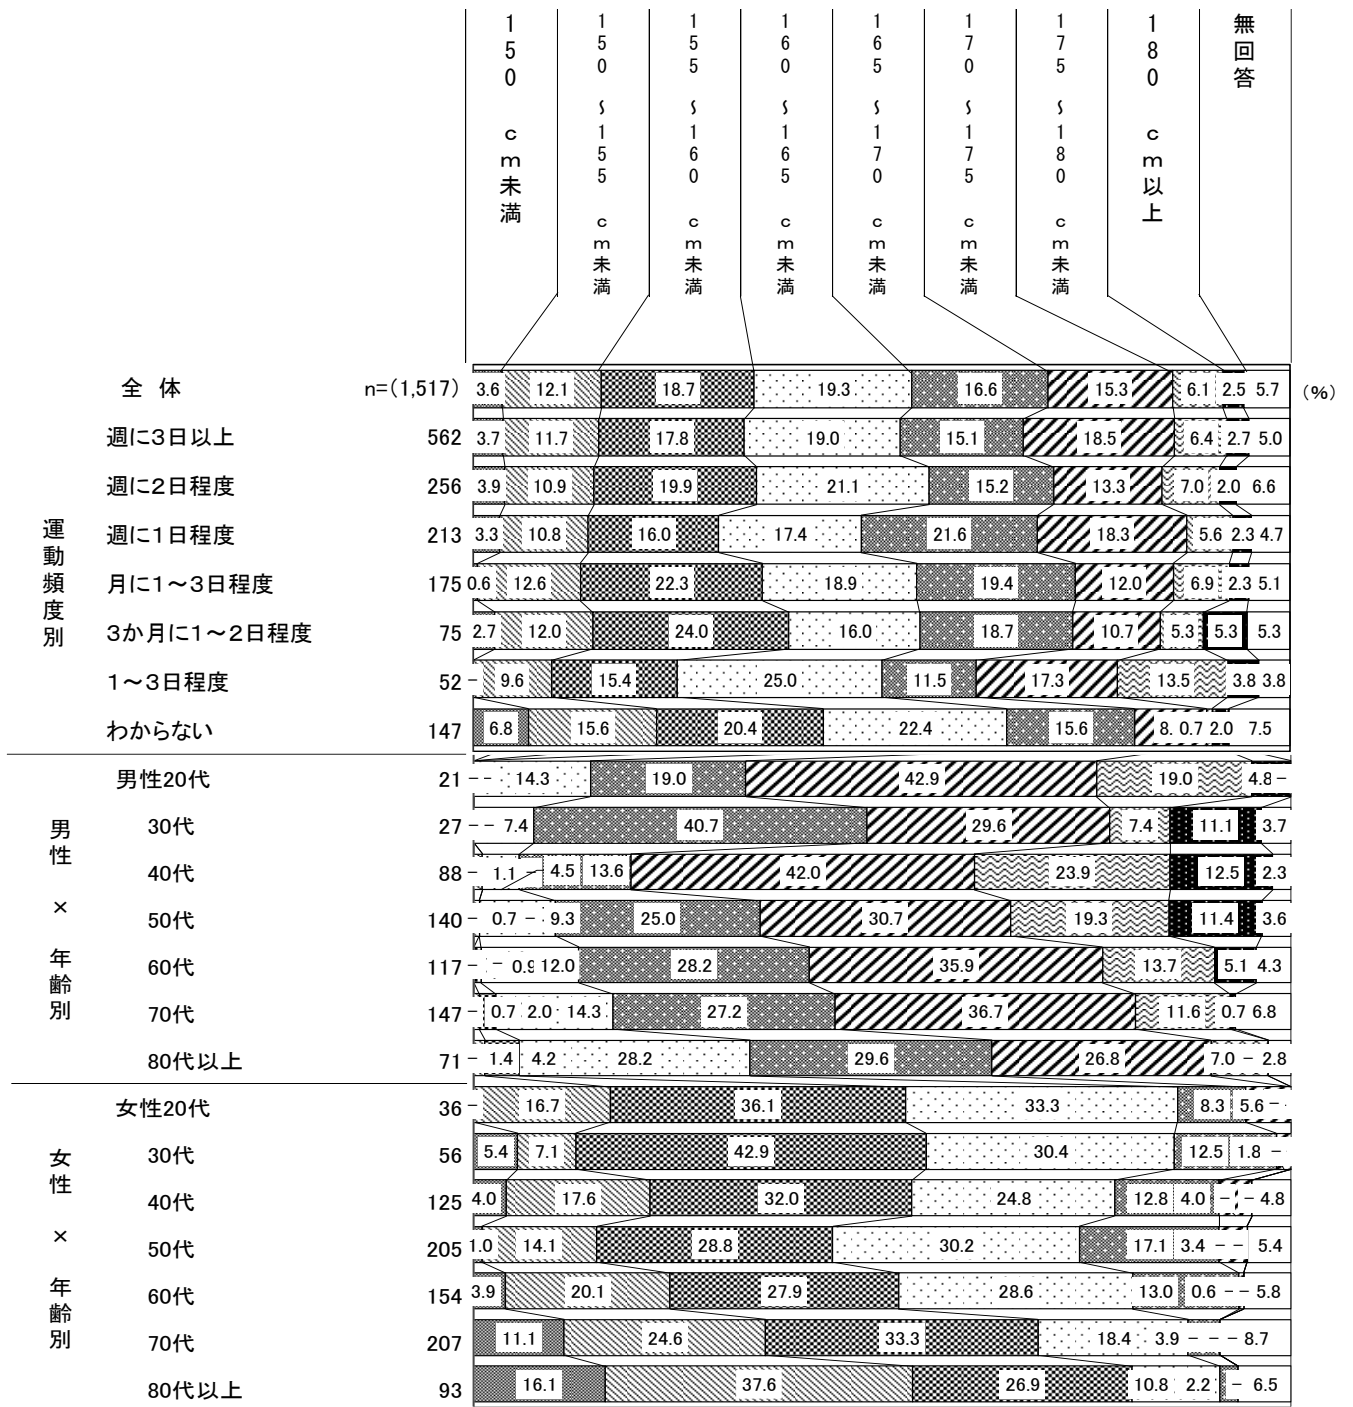 150 cm未満
150 〜155 cm未満
155 〜160 cm未満
160 〜165 cm未満
165 〜170 cm未満
170 〜175 cm未満
175 〜180 cm未満
180 cm以上
無回答
全 体 n=(1,517) 3.6 12.1 18.7 19.3 16.6 15.3 6.1 2.5 5.7 (%)
運動頻度別
週に3日以上 562 3.7 11.7 17.8 19.0 15.1 18.5 6.4 2.7 5.0
週に2日程度 256 3.9 10.9 19.9 21.1 15.2 13.3 7.0 2.0 6.6
週に1日程度 213 3.3 10.8 16.0 17.4 21.6 18.3 5.6 2.3 4.7
月に1〜3日程度 175 0.6 12.6 22.3 18.9 19.4 12.0 6.9 2.3 5.1
3か月に1〜2日程度 75 2.7 12.0 24.0 16.0 18.7 10.7 5.3 5.3 5.3
1〜3日程度 52 - 9.6 15.4 25.0 11.5 17.3 13.5 3.8 3.8
わからない 147 6.8 15.6 20.4 22.4 15.6 8. 0.7 2.0 7.5
男性×年齢別
男性20代 21 - - 14.3 19.0 42.9 19.0 4.8 -
30代 27 - - 7.4 40.7 29.6 7.4 11.1 3.7
40代 88 - 1.1 - 4.5 13.6 42.0 23.9 12.5 2.3
50代 140 - 0.7 - 9.3 25.0 30.7 19.3 11.4 3.6
60代 117 - - 0.9 12.0 28.2 35.9 13.7 5.1 4.3
70代 147 - 0.7 2.0 14.3 27.2 36.7 11.6 0.7 6.8
80代以上 71 - 1.4 4.2 28.2 29.6 26.8 7.0 - 2.8
女性×年齢別
女性20代 36 - 16.7 36.1 33.3 8.3 5.6 -
30代 56 5.4 7.1 42.9 30.4 12.5 1.8 -
40代 125 4.0 17.6 32.0 24.8 12.8 4.0 - - 4.8
50代 205 1.0 14.1 28.8 30.2 17.1 3.4 - - 5.4
60代 154 3.9 20.1 27.9 28.6 13.0 0.6 - - 5.8
70代 207 11.1 24.6 33.3 18.4 3.9 - - - 8.7
80代以上 93 16.1 37.6 26.9 10.8 2.2 - 6.5